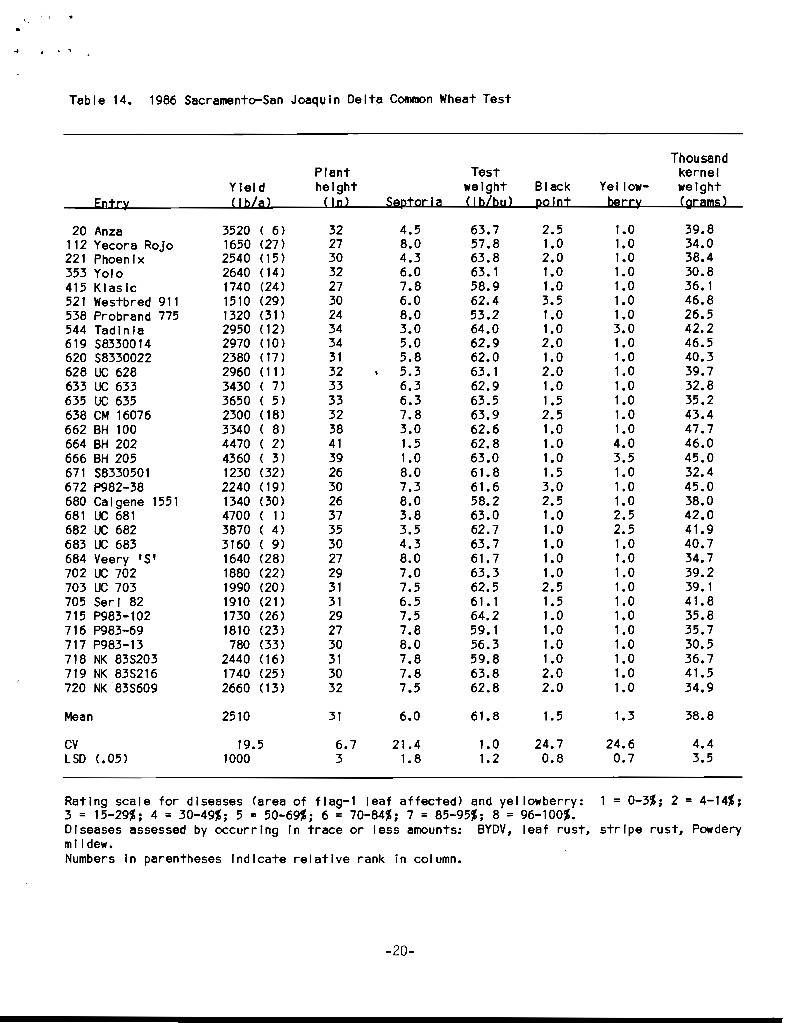 Table 14. 1986 Sacramento-San Joaquin Delta Common Wheat Test
Thousand
Plant Test kernel
Yield height weight Black Yellow- weight
Entry (lb/a) (in) Septoria (lb/bu) point berry (grams)
20 Anza 3520 ( 6) 32 4.5 63.7 2.5 1.0 39.8
112 Yecora Rojo 1650 (27) 27 8.0 57.8 1.0 1.0 34.0
221 Phoenix 2540 (15) 30 4.3 63.8 2.0 1.0 38.4
353 Yolo 2640 (14) 32 6.0 63.1 1.0 1.0 30.8
415 Klasic 1740 (24) 27 7.8 58.9 1.0 1.0 36.1
521 Westbred 911 1510 (29) 30 6.0 62.4 3.5 1.0 46.8
538 Probrand 775 1320 (31) 24 8.0 53.2 1.0 1.0 26.5
544 Tadinia 2950 (12) 34 3.0 64.0 1.0 3.0 42.2
619 S8330014 2970 (10) 34 5.0 62.9 2.0 1.0 46.5
620 S8330022 2380 (17) 31 5.8 62.0 1.0 1.0 40.3
628 UC 628 2960 (11) 32 5.3 63.1 2.0 1.0 39.7
633 UC 633 3430 ( 7) 33 6.3 62.9 1.0 1.0 32.8
635 UC 635 3650 ( 5) 33 6.3 63.5 1.5 1.0 35.2
638 CM 16076 2300 (18) 32 7.8 63.9 2.5 1.0 43.4
662 BH 100 3340 ( 8) 38 3.0 62.6 1.0 1.0 47.7
664 BH 202 4470 ( 2) 41 1.5 62.8 1.0 4.0 46.0
666 BH 205 4360 ( 3) 39 1.0 63.0 1.0 3.5 45.0
671 S8330501 1230 (32) 26 8.0 61.8 1.5 1.0 32.4
672 P982-38 2240 (19) 30 7.3 61.6 3.0 1.0 45.0
680 Calgene 1551 1340 (30) 26 8.0 58.2 2.5 1.0 38.0
681 UC 681 4700 ( 1) 37 3.8 63.0 1.0 2.5 42.0
682 UC 682 3870 ( 4) 35 3.5 62.7 1.0 2.5 41.9
683 UC 683 3160 ( 9) 30 4.3 63.7 1.0 1.0 40.7
684 Veery 'S' 1640 (28) 27 8.0 61.7 1.0 1.0 34.7
702 UC 702 1880 (22) 29 7.0 63.3 1.0 1.0 39.2
703 UC 703 1990 (20) 31 7.5 62.5 2.5 1.0 39.1
705 Seri 82 1910 (21) 31 6.5 61.1 1.5 1.0 41.8
715 P983-102 1730 (26) 29 7.5 64.2 1.0 1.0 35.8
716 P983-69 1810 (23) 27 7.8 59.1 1.0 1.0 35.7
717 P983-13 780 (33) 30 8.0 56.3 1.0 1.0 30.5
718 NK 83S203 2440 (16) 31 7.8 59.8 1.0 1.0 36.7
719 NK 83S216 1740 (25) 30 7.8 63.8 2.0 1.0 41.5
720 NK 83S609 2660 (13) 32 7.5 62.8 2.0 1.0 34.9
Mean 2510 31 6.0 61.8 1.5 1.3 38.8
CV 19.5 6.7 21.4 1.0 24.7 24.6 4.4
LSD (.05) 1000 3 1.8 1.2 0.8 0.7 3.5
Rating scale for diseases (area of flag-1 leaf affected) and yellowberry: 1 = 0-3%; 2 = 4-14%;
3 = 15-29%; 4 = 30-49%; 5 = 50-69%; 6 = 70-84%; 7 = 85-95%; 8 = 96-100%.
Diseases assessed by occurring in trace or less amounts: BYDV, leaf rust, stripe rust, Powdery
mildew.
Numbers in parentheses indicate relative rank in column.
-20-